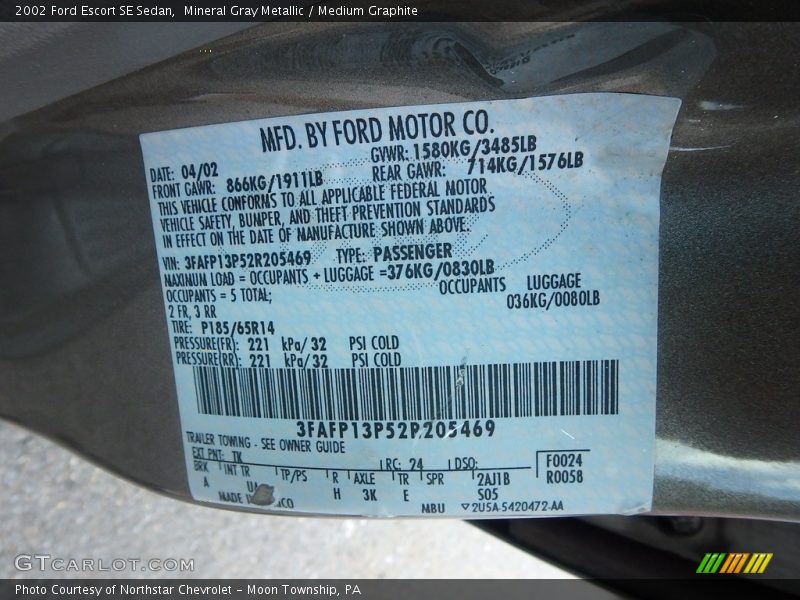 2002 Ford Escort SE Sedan, Mineral Gray Metallic / Medium Graphite
MFD. BY FORD MOTOR CO.
DATE: 04/02 GVWR: 1580KG/3485LB
FRONT GAWR: 866KG/1911LB REAR GAWR: 714KG/1576LB
THIS VEHICLE CONFORMS TO ALL APPLICABLE FEDERAL MOTOR
VEHICLE SAFETY, BUMPER, AND THEFT PREVENTION STANDARDS
IN EFFECT ON THE DATE OF MANUFACTURE SHOWN ABOVE.
VIN: 3FAFP13P52R205469 TYPE: PASSENGER
MAXIMUM LOAD = OCCUPANTS + LUGGAGE =376KG/0830LB
OCCUPANTS = 5 TOTAL; OCCUPANTS LUGGAGE
2 FR, 3 RR 036KG/0080LB
TIRE: P185/65R14
PRESSURE(FR): 221 kPa/32 PSI COLD
PRESSURE(RR): 221 kPa/32 PSI COLD
3FAFP13P52R205469
TRAILER TOWING - SEE OWNER GUIDE
EXT PNT: TK RC: 24 DSO: F0024
BRK INT TR TP/PS R AXLE TR SPR R0058
A UA H 3K E 2AJ1B
S05
MADE IN MEXICO MBU ▽2U5A-5420472-AA
GTCARLOT.COM
Photo Courtesy of Northstar Chevrolet - Moon Township, PA